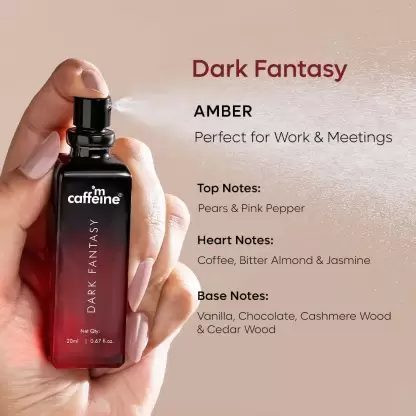 Dark Fantasy
AMBER
Perfect for Work & Meetings
Top Notes:
Pears & Pink Pepper
Heart Notes:
Coffee, Bitter Almond & Jasmine
Base Notes:
Vanilla, Chocolate, Cashmere Wood
& Cedar Wood
'm
caffeine®
DARK FANTASY
Net Qty:
20ml | 0.67 fl.oz.